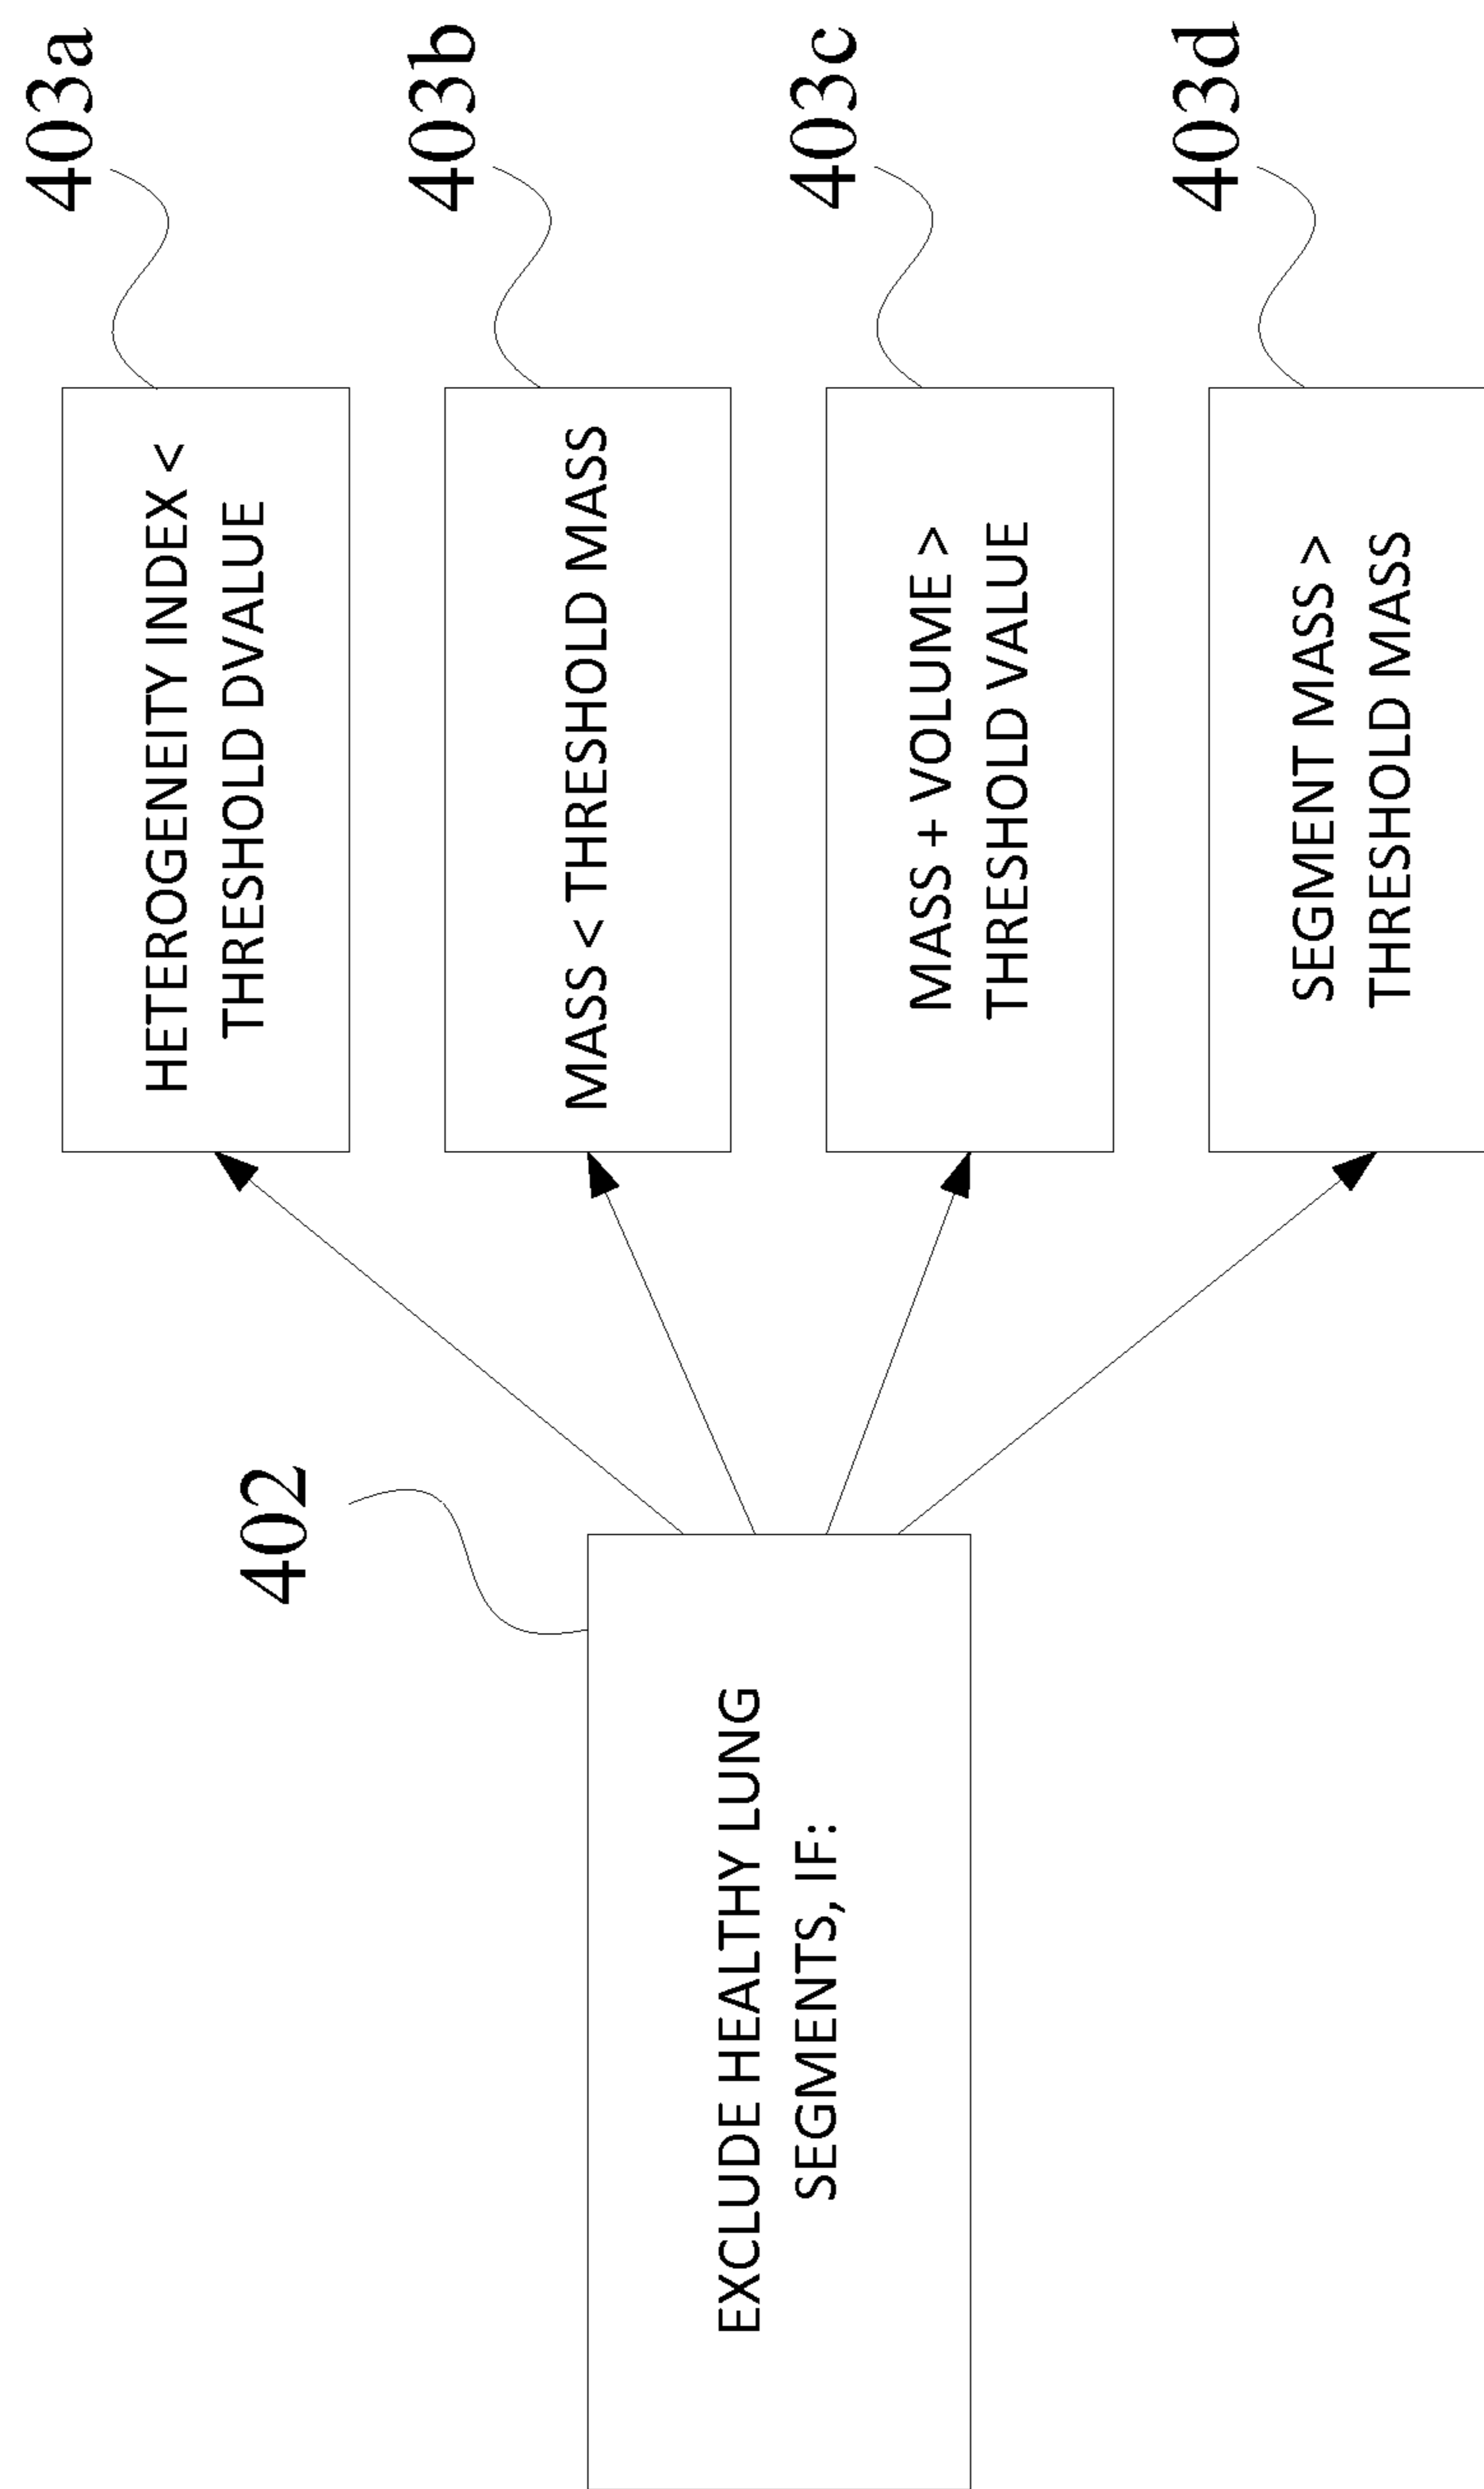 402
EXCLUDE HEALTHY LUNG
SEGMENTS, IF:
403a
HETEROGENEITY INDEX <
THRESHOLD DVALUE
403b
MASS < THRESHOLD MASS
403c
MASS + VOLUME >
THRESHOLD VALUE
403d
SEGMENT MASS >
THRESHOLD MASS